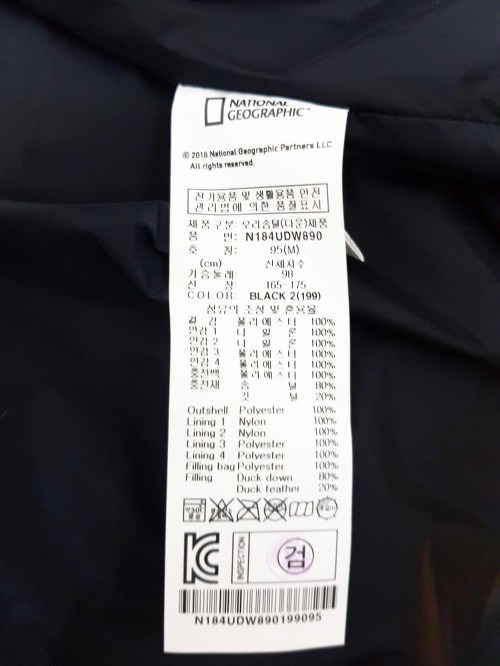 NATIONAL
GEOGRAPHIC™
© 2018 National Geographic Partners LLC
All rights reserved.
전기용품 및 생활용품 안전
관리법에 의한 품질표시
제품구분: 오리솜털(다운)제품
품 번: N184UDW890
호 칭: 95(M)
(cm) 신체치수
가슴둘레: 98
신 장: 165-175
COLOR: BLACK 2(199)
섬유의 조성 및 혼용율
겉 감 폴리에스터 100%
안감 1 나 일 론 100%
안감 2 나 일 론 100%
안감 3 폴리에스터 100%
안감 4 폴리에스터 100%
충전백 폴리에스터 100%
충전재 솜 털 80%
깃 털 20%
Outshell Polyester 100%
Lining 1 Nylon 100%
Lining 2 Nylon 100%
Lining 3 Polyester 100%
Lining 4 Polyester 100%
Filling bag Polyester 100%
Filling Duck down 80%
Duck feather 20%
INSPECTION
검
N184UDW890199095